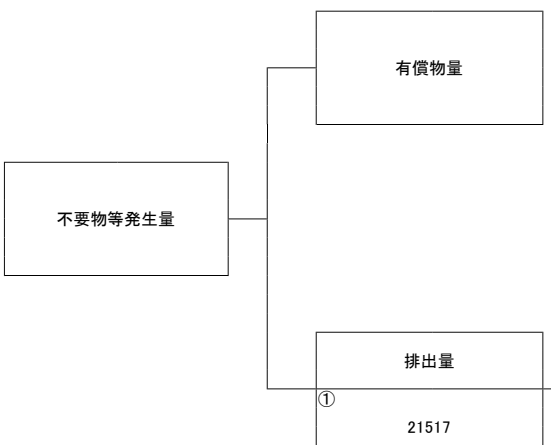 有償物量
不要物等発生量
排出量
①
21517